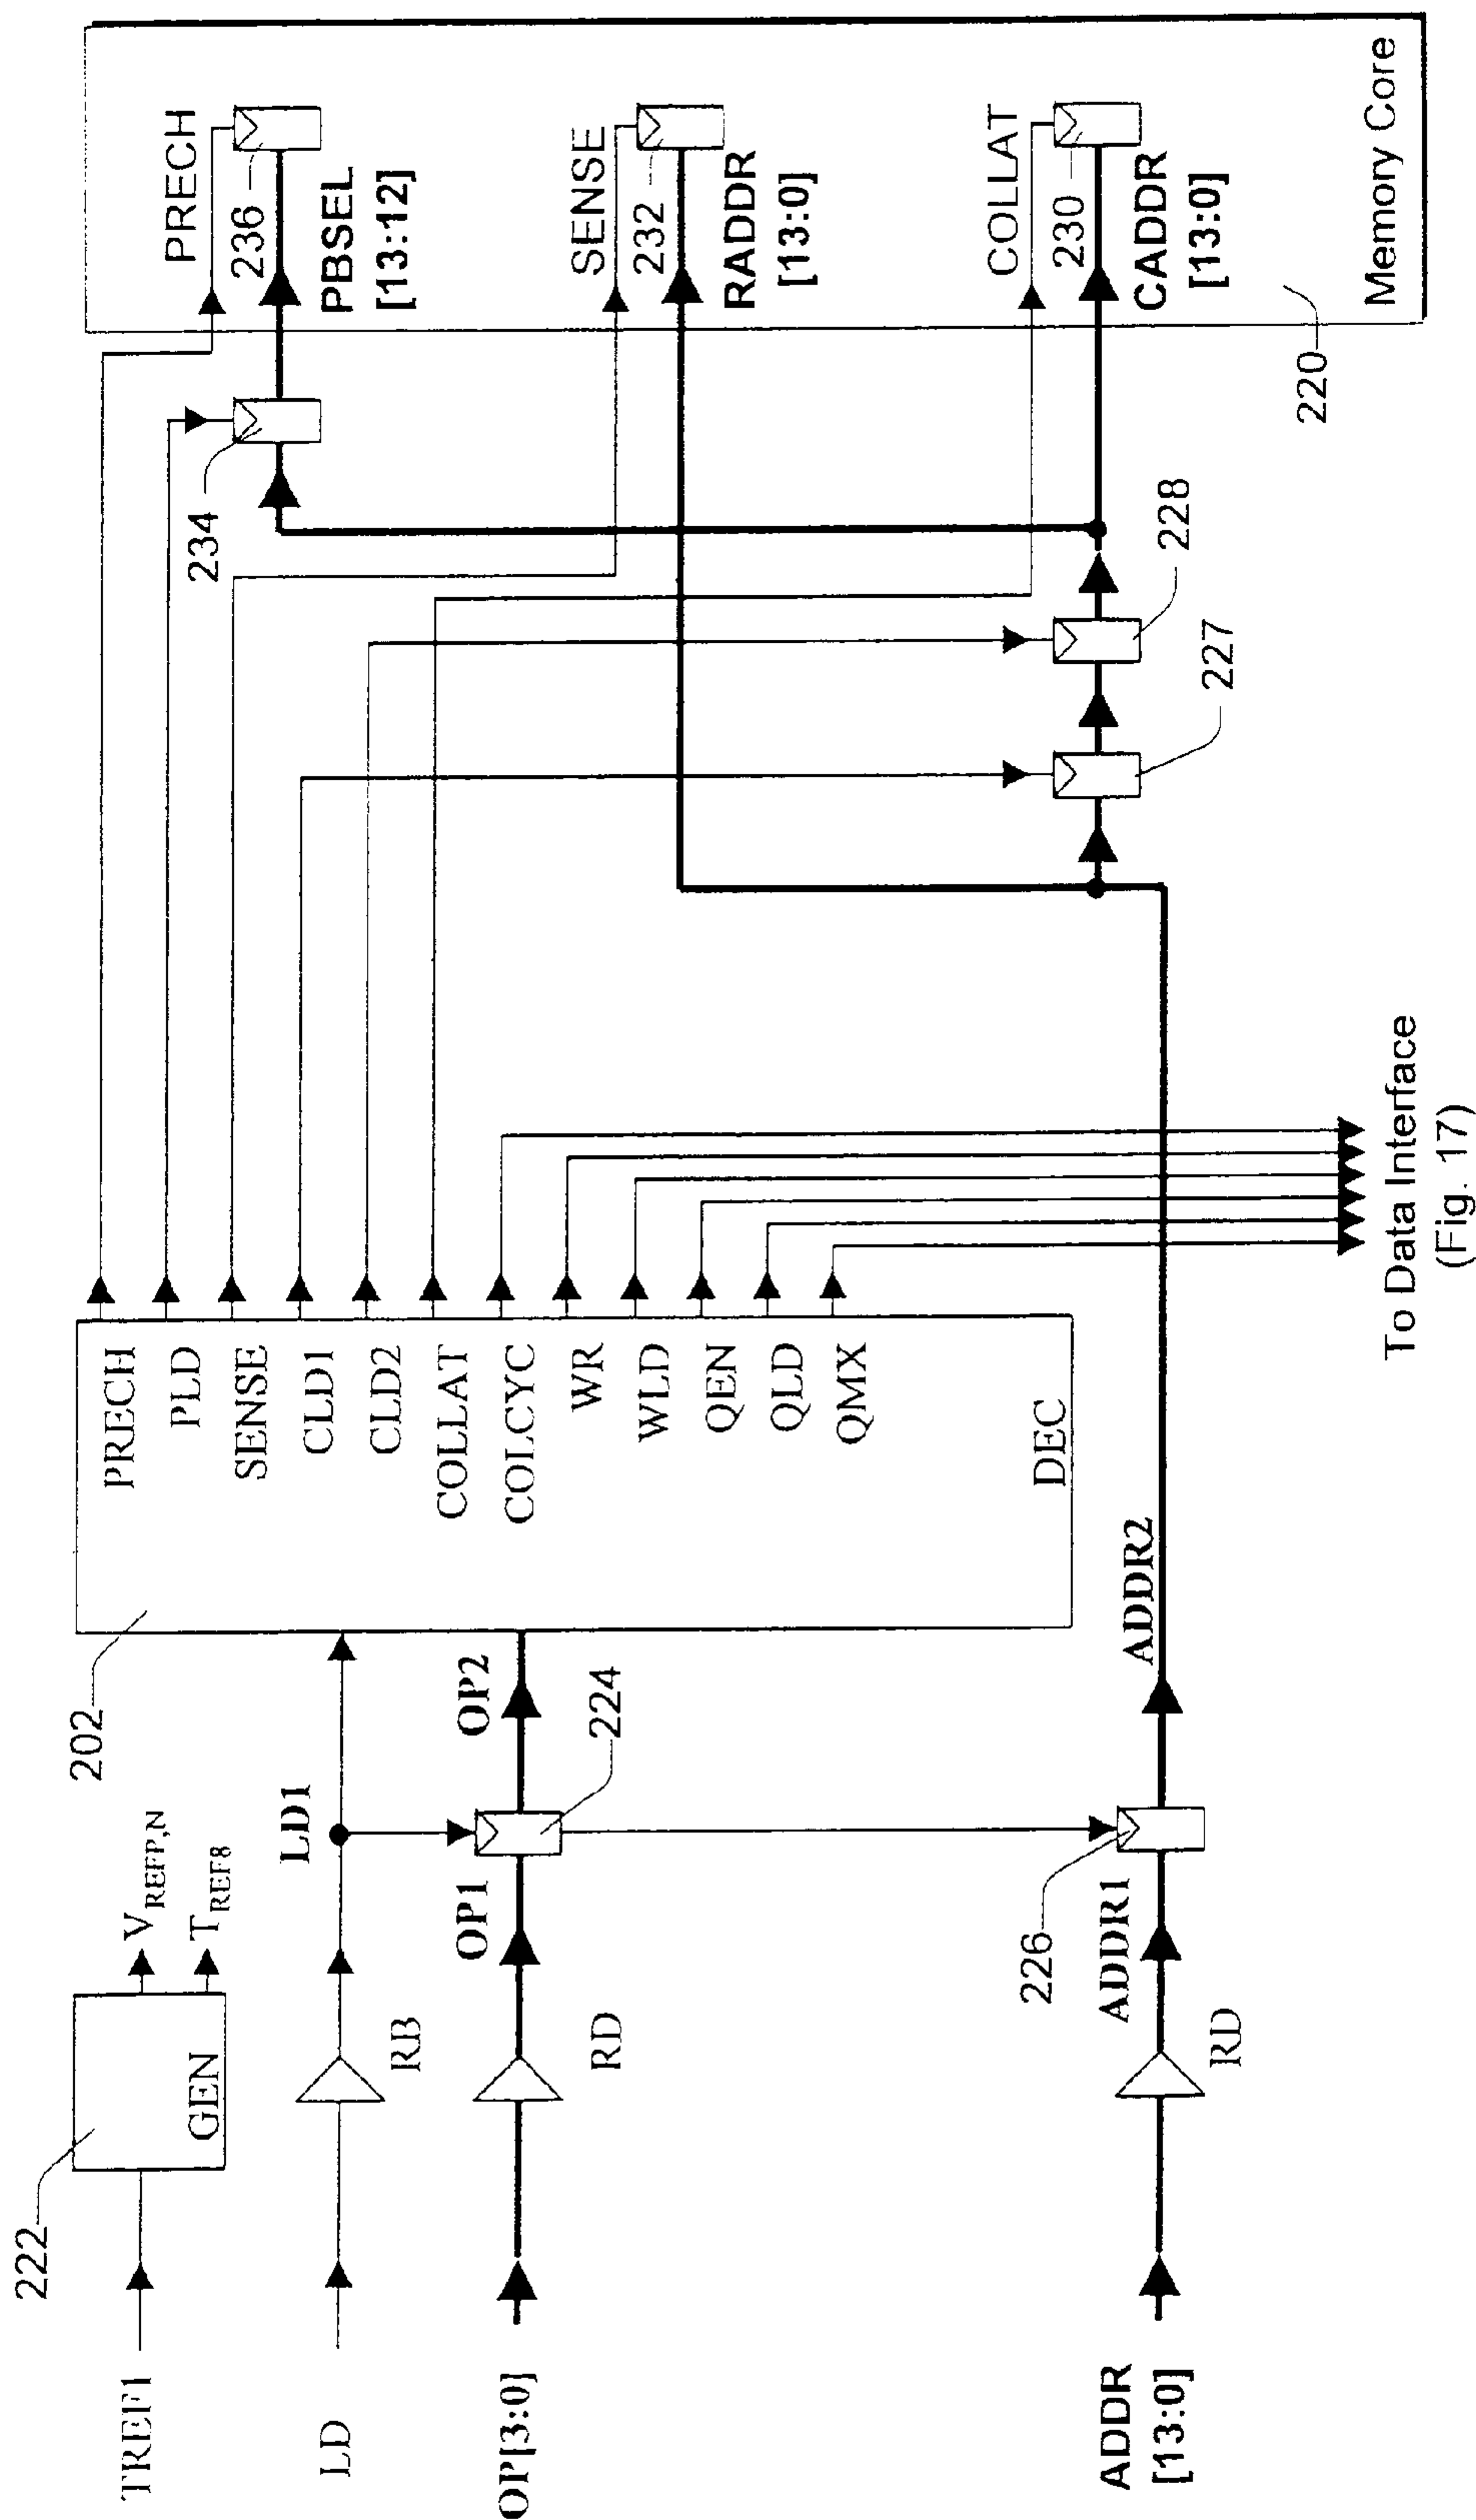 222
TREF1
GEN
V REFP,N
T REF8
LD
RB
LD1
OP[3:0]
RD
OP1
OP2
224
202
PRECH
PLD
SENSE
CLD1
CLD2
COLLAT
COLCYC
WR
WLD
QEN
QLD
QMX
DEC
ADDR
[13:0]
RD
ADDR1
226
ADDR2
To Data Interface
(Fig. 17)
227
228
234
PRECH
236
PBSEL
[13:12]
SENSE
232
RADDR
[13:0]
COLLAT
230
CADDR
[13:0]
220
Memory Core